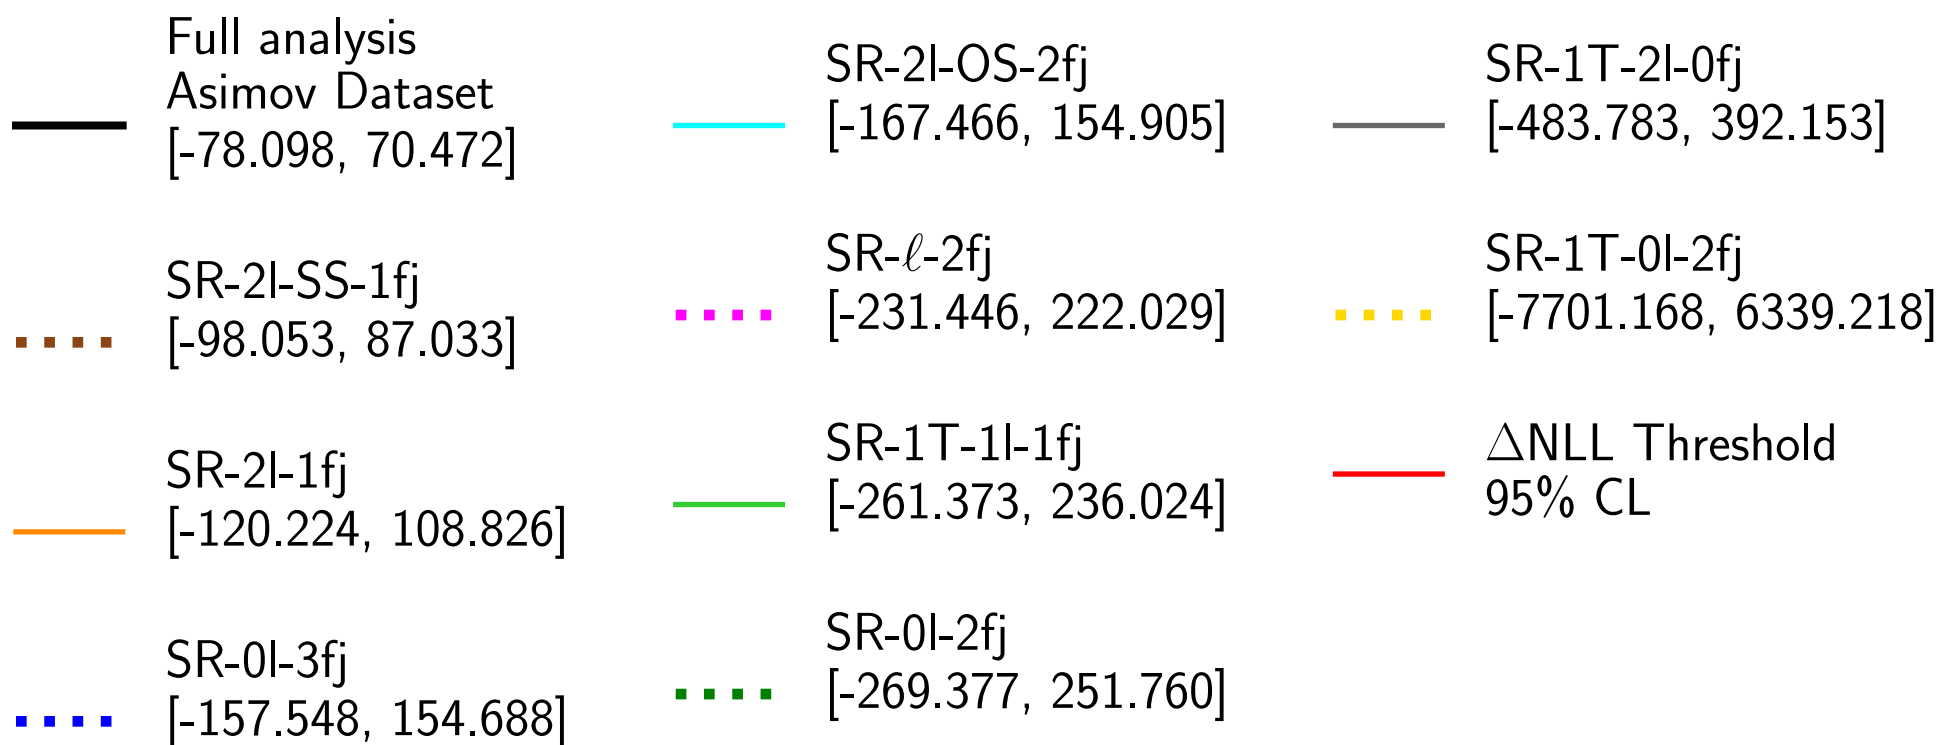 Full analysis
Asimov Dataset
[-78.098, 70.472]
SR-2l-SS-1fj
[-98.053, 87.033]
SR-2l-1fj
[-120.224, 108.826]
SR-0l-3fj
[-157.548, 154.688]
SR-2l-OS-2fj
[-167.466, 154.905]
SR-ℓ-2fj
[-231.446, 222.029]
SR-1T-1l-1fj
[-261.373, 236.024]
SR-0l-2fj
[-269.377, 251.760]
SR-1T-2l-0fj
[-483.783, 392.153]
SR-1T-0l-2fj
[-7701.168, 6339.218]
ΔNLL Threshold
95% CL